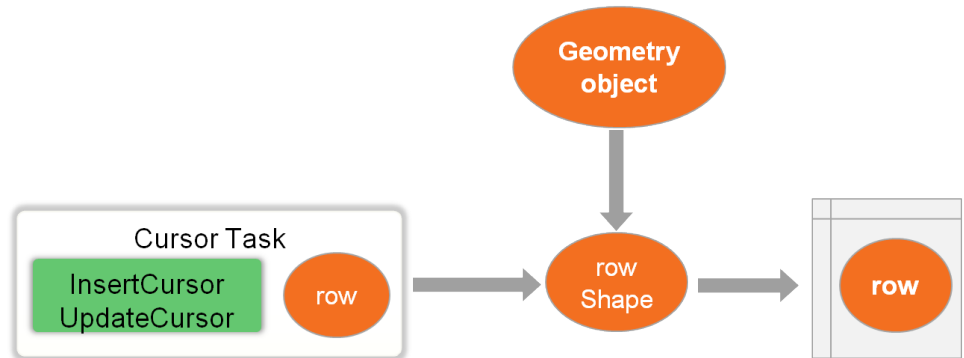 Geometry
object
Cursor Task
InsertCursor
UpdateCursor
row
row
Shape
row